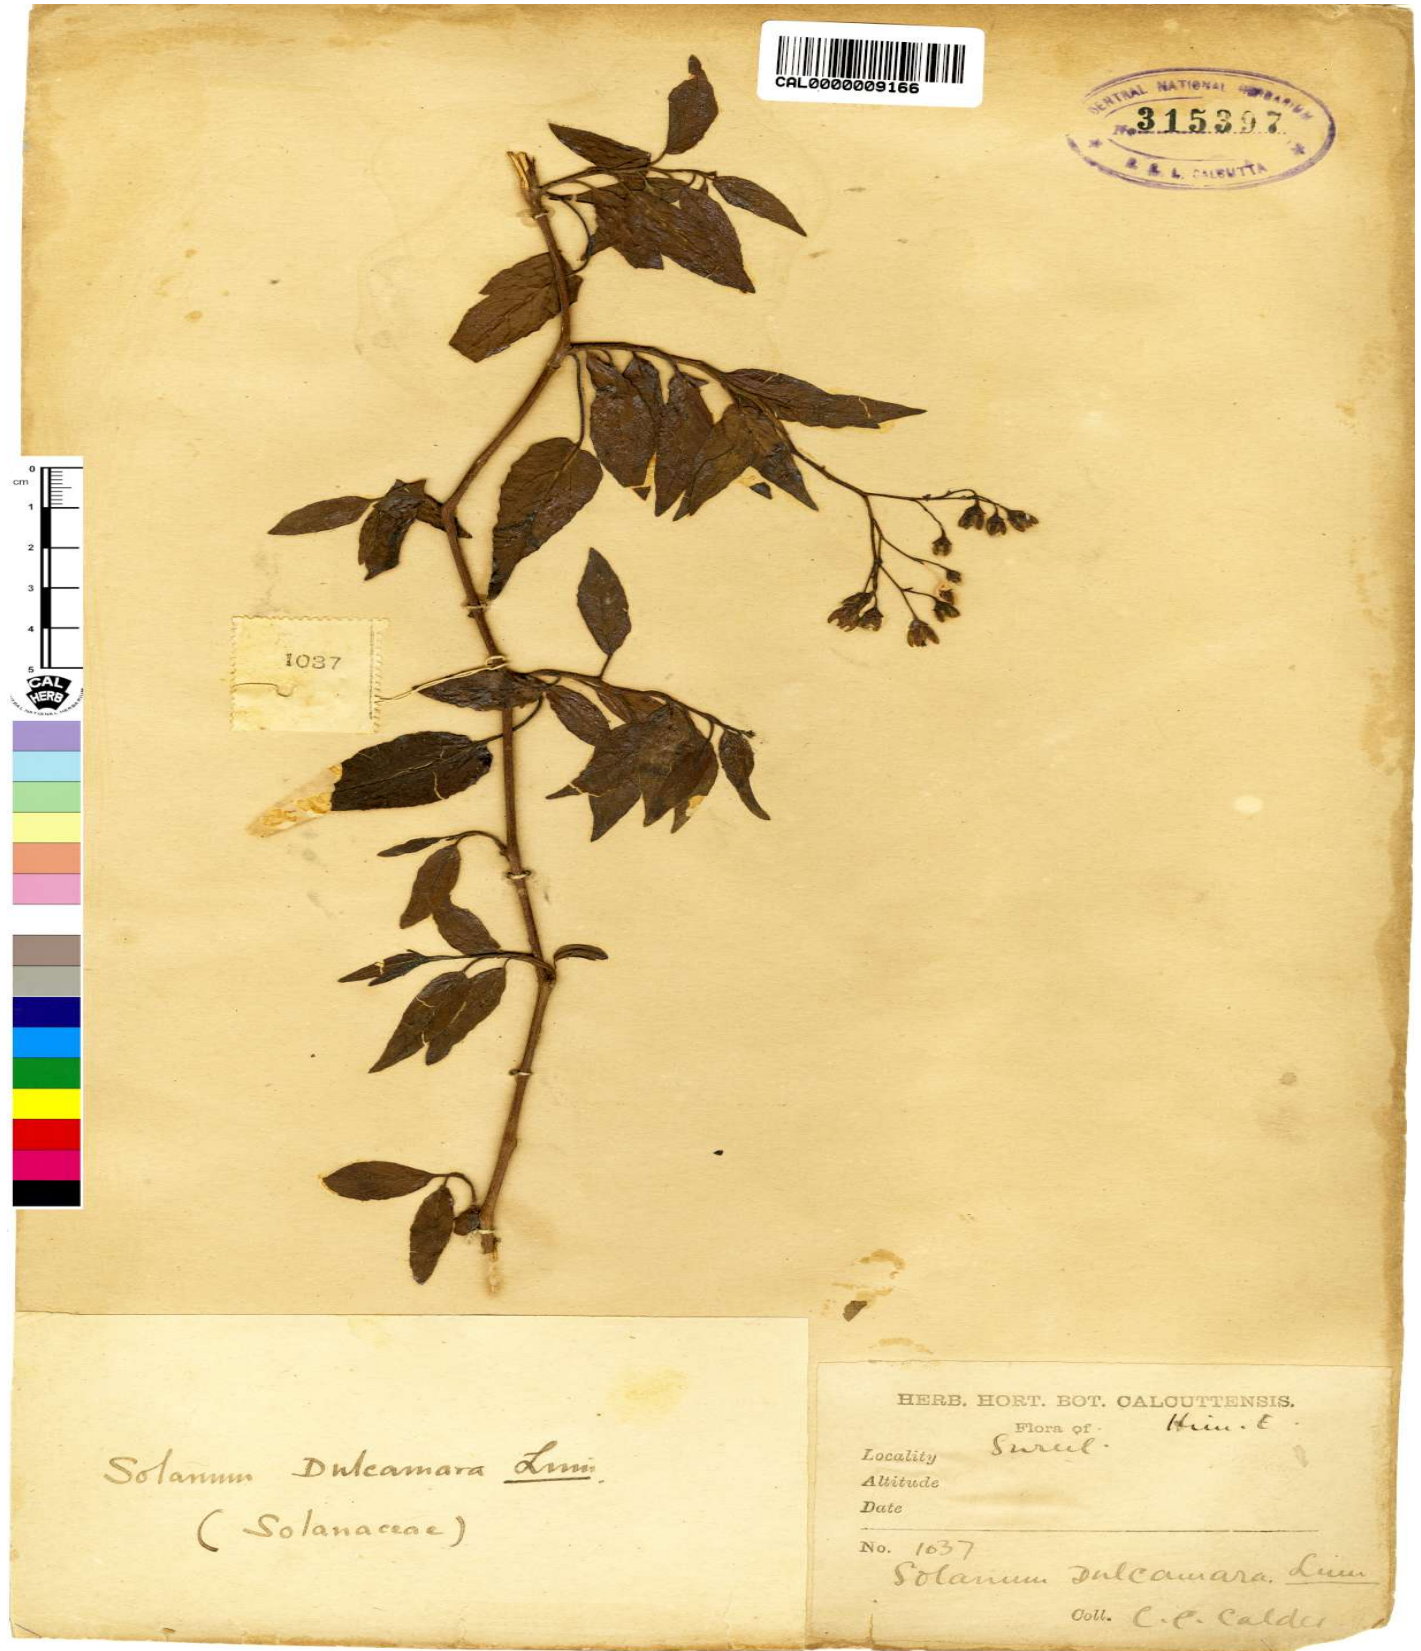 CAL0000009166
CENTRAL NATIONAL HERBARIUM
No 315397
B. S. I. CALCUTTA
0
cm
1
2
3
4
5
CAL
HERB
1037
Solanum Dulcamara Linn.
(Solanaceae)
HERB. HORT. BOT. CALCUTTENSIS.
Flora of Him. E.
Locality Sureil.
Altitude
Date
No. 1037
Solanum Dulcamara. Linn
Coll. C. C. Calder